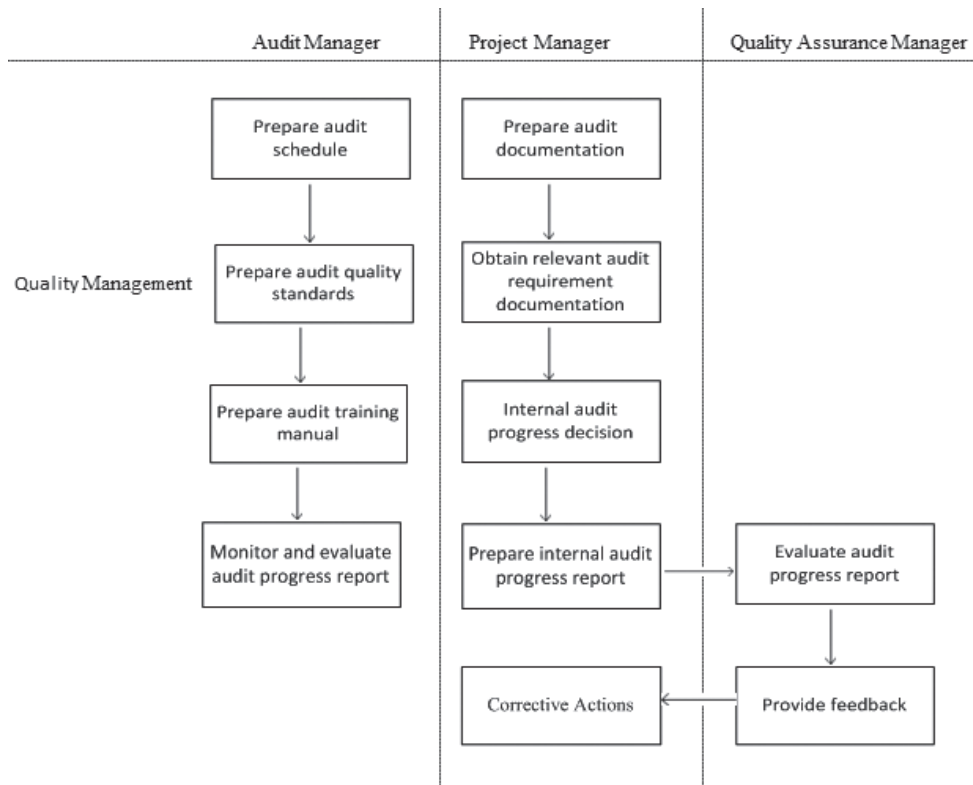 Audit Manager
Project Manager
Quality Assurance Manager
Quality Management
Prepare audit
schedule
Prepare audit quality
standards
Prepare audit training
manual
Monitor and evaluate
audit progress report
Prepare audit
documentation
Obtain relevant audit
requirement
documentation
Internal audit
progress decision
Prepare internal audit
progress report
Corrective Actions
Evaluate audit
progress report
Provide feedback